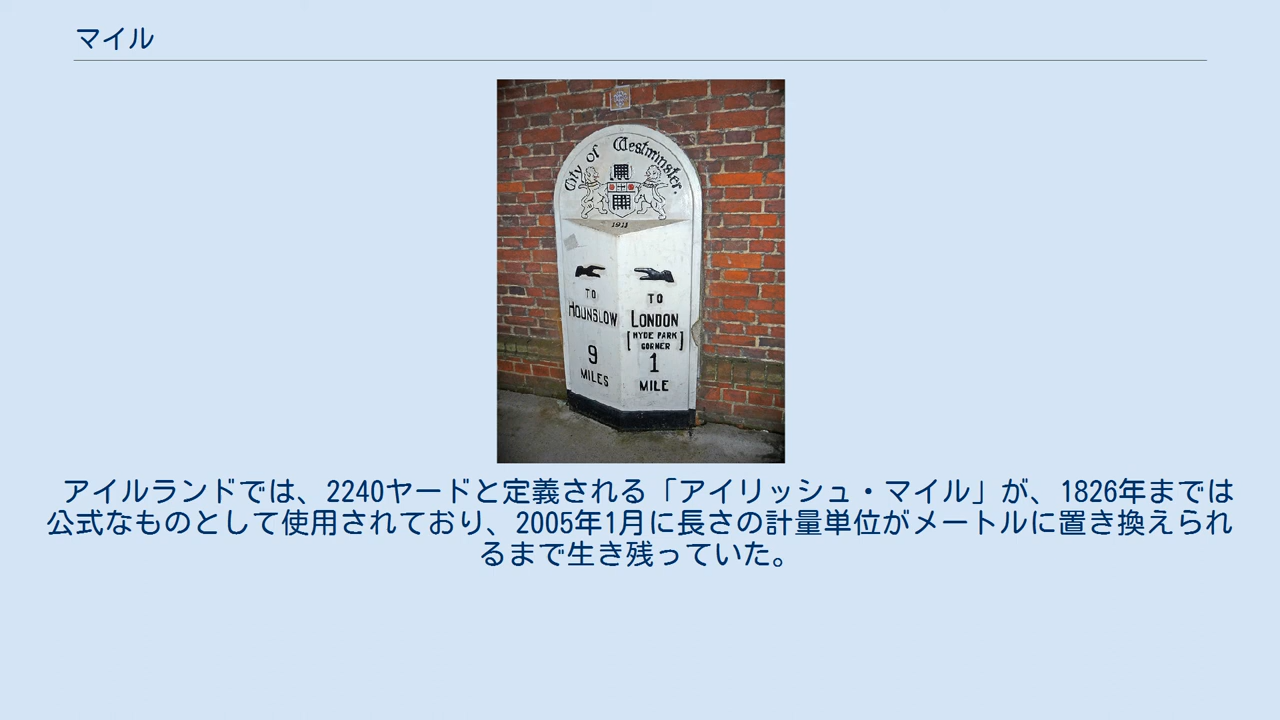 マイル
City of Westminster.
1911
TO
HOUNSLOW
9
MILES
TO
LONDON
[HYDE PARK
CORNER]
1
MILE
アイルランドでは、2240ヤードと定義される「アイリッシュ・マイル」が、1826年までは
公式なものとして使用されており、2005年1月に長さの計量単位がメートルに置き換えられ
るまで生き残っていた。